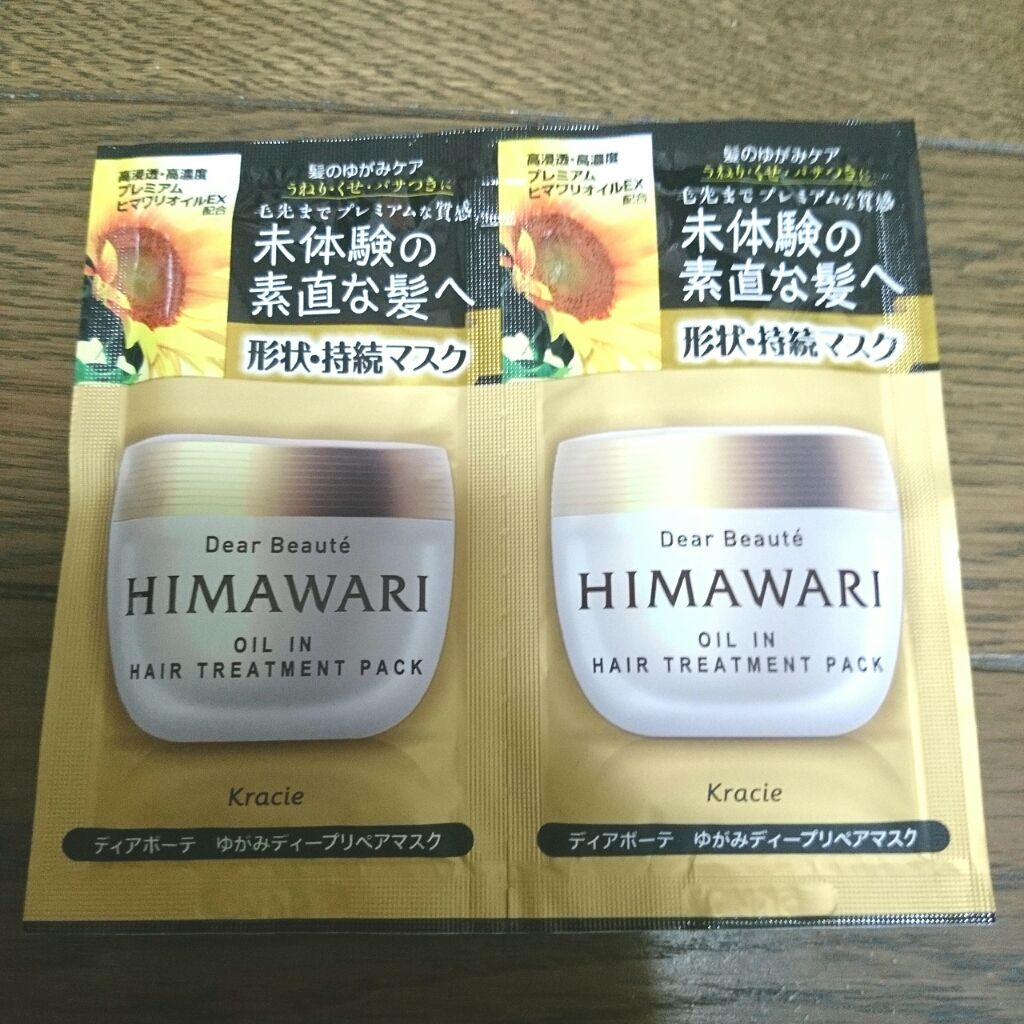 高浸透・高濃度
プレミアム
ヒマワリオイルEX
配合
髪のゆがみケア
うねり・くせ・パサつきに
毛先までプレミアムな質感
未体験の
素直な髪へ
形状・持続マスク
Dear Beauté
HIMAWARI
OIL IN
HAIR TREATMENT PACK
Kracie
ディアボーテ ゆがみディープリペアマスク
高浸透・高濃度
プレミアム
ヒマワリオイルEX
配合
髪のゆがみケア
うねり・くせ・パサつきに
毛先までプレミアムな質感
未体験の
素直な髪へ
形状・持続マスク
Dear Beauté
HIMAWARI
OIL IN
HAIR TREATMENT PACK
Kracie
ディアボーテ ゆがみディープリペアマスク